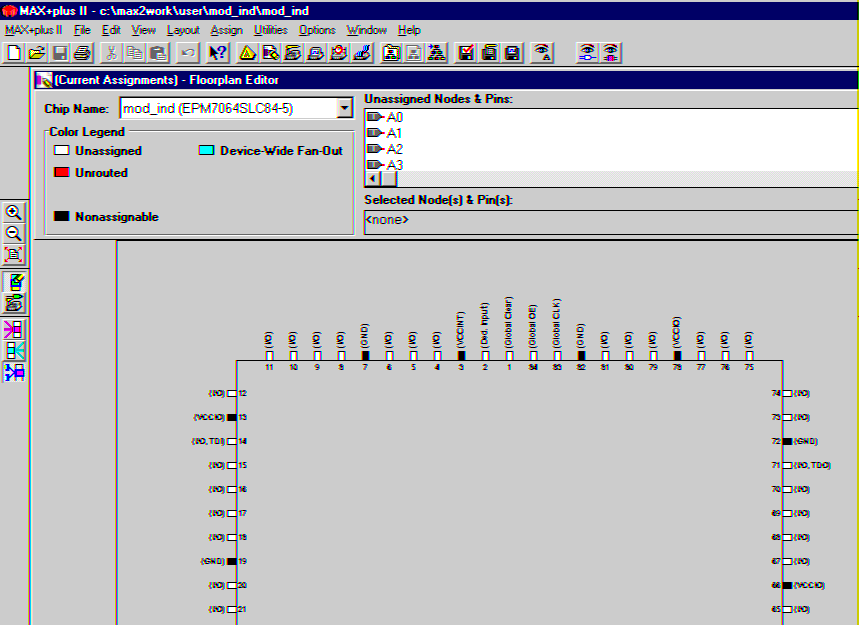 MAX+plus II - c:\max2work\user\mod_ind\mod_ind
MAX+plus II File Edit View Layout Assign Utilities Options Window Help
(Current Assignments) - Floorplan Editor
Chip Name: mod_ind (EPM7064SLC84-5)
Color Legend
Unassigned Device-Wide Fan-Out
Unrouted
Nonassignable
Unassigned Nodes & Pins:
A0
A1
A2
A3
Selected Node(s) & Pin(s):
<none>
(I/O) (I/O) (I/O) (I/O) (GND) (I/O) (I/O) (I/O) (VCCINT) (Ded. Input) (Global Clear) (Global OE) (Global CLK) (GND) (I/O) (I/O) (I/O) (VCCIO) (I/O) (I/O) (I/O)
11 10 9 8 7 6 5 4 3 2 1 84 83 82 81 80 79 78 77 76 75
(I/O) 12 74 (I/O)
(VCCIO) 13 73 (I/O)
(I/O, TDI) 14 72 (GND)
(I/O) 15 71 (I/O, TDO)
(I/O) 16 70 (I/O)
(I/O) 17 69 (I/O)
(I/O) 18 68 (I/O)
(GND) 19 67 (I/O)
(I/O) 20 66 (VCCIO)
(I/O) 21 65 (I/O)